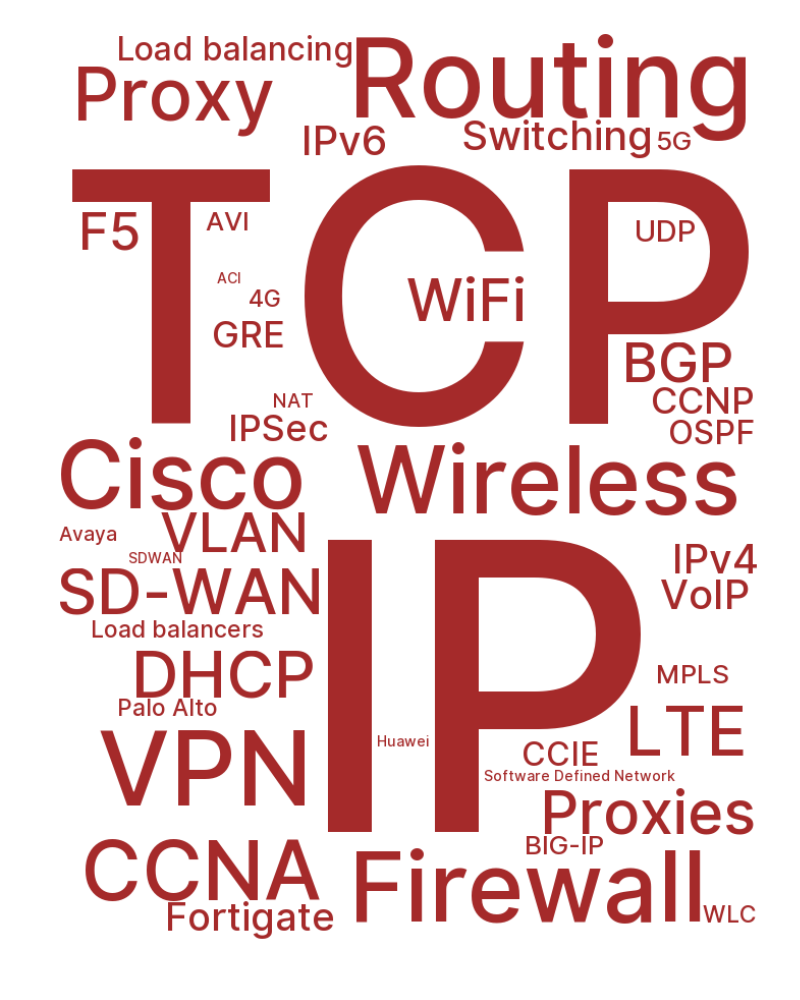 Load balancing
Routing
Proxy
IPv6
Switching
5G
TCP
F5
AVI
UDP
ACI
4G
WiFi
GRE
BGP
NAT
CCNP
IPSec
OSPF
Cisco
Wireless
Avaya
VLAN
SDWAN
IP
IPv4
SD-WAN
VoIP
Load balancers
DHCP
MPLS
Palo Alto
LTE
VPN
Huawei
CCIE
Software Defined Network
Proxies
BIG-IP
CCNA
Firewall
Fortigate
WLC